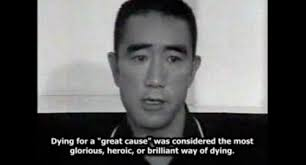 Dying for a "great cause" was considered the most
glorious, heroic, or brilliant way of dying.